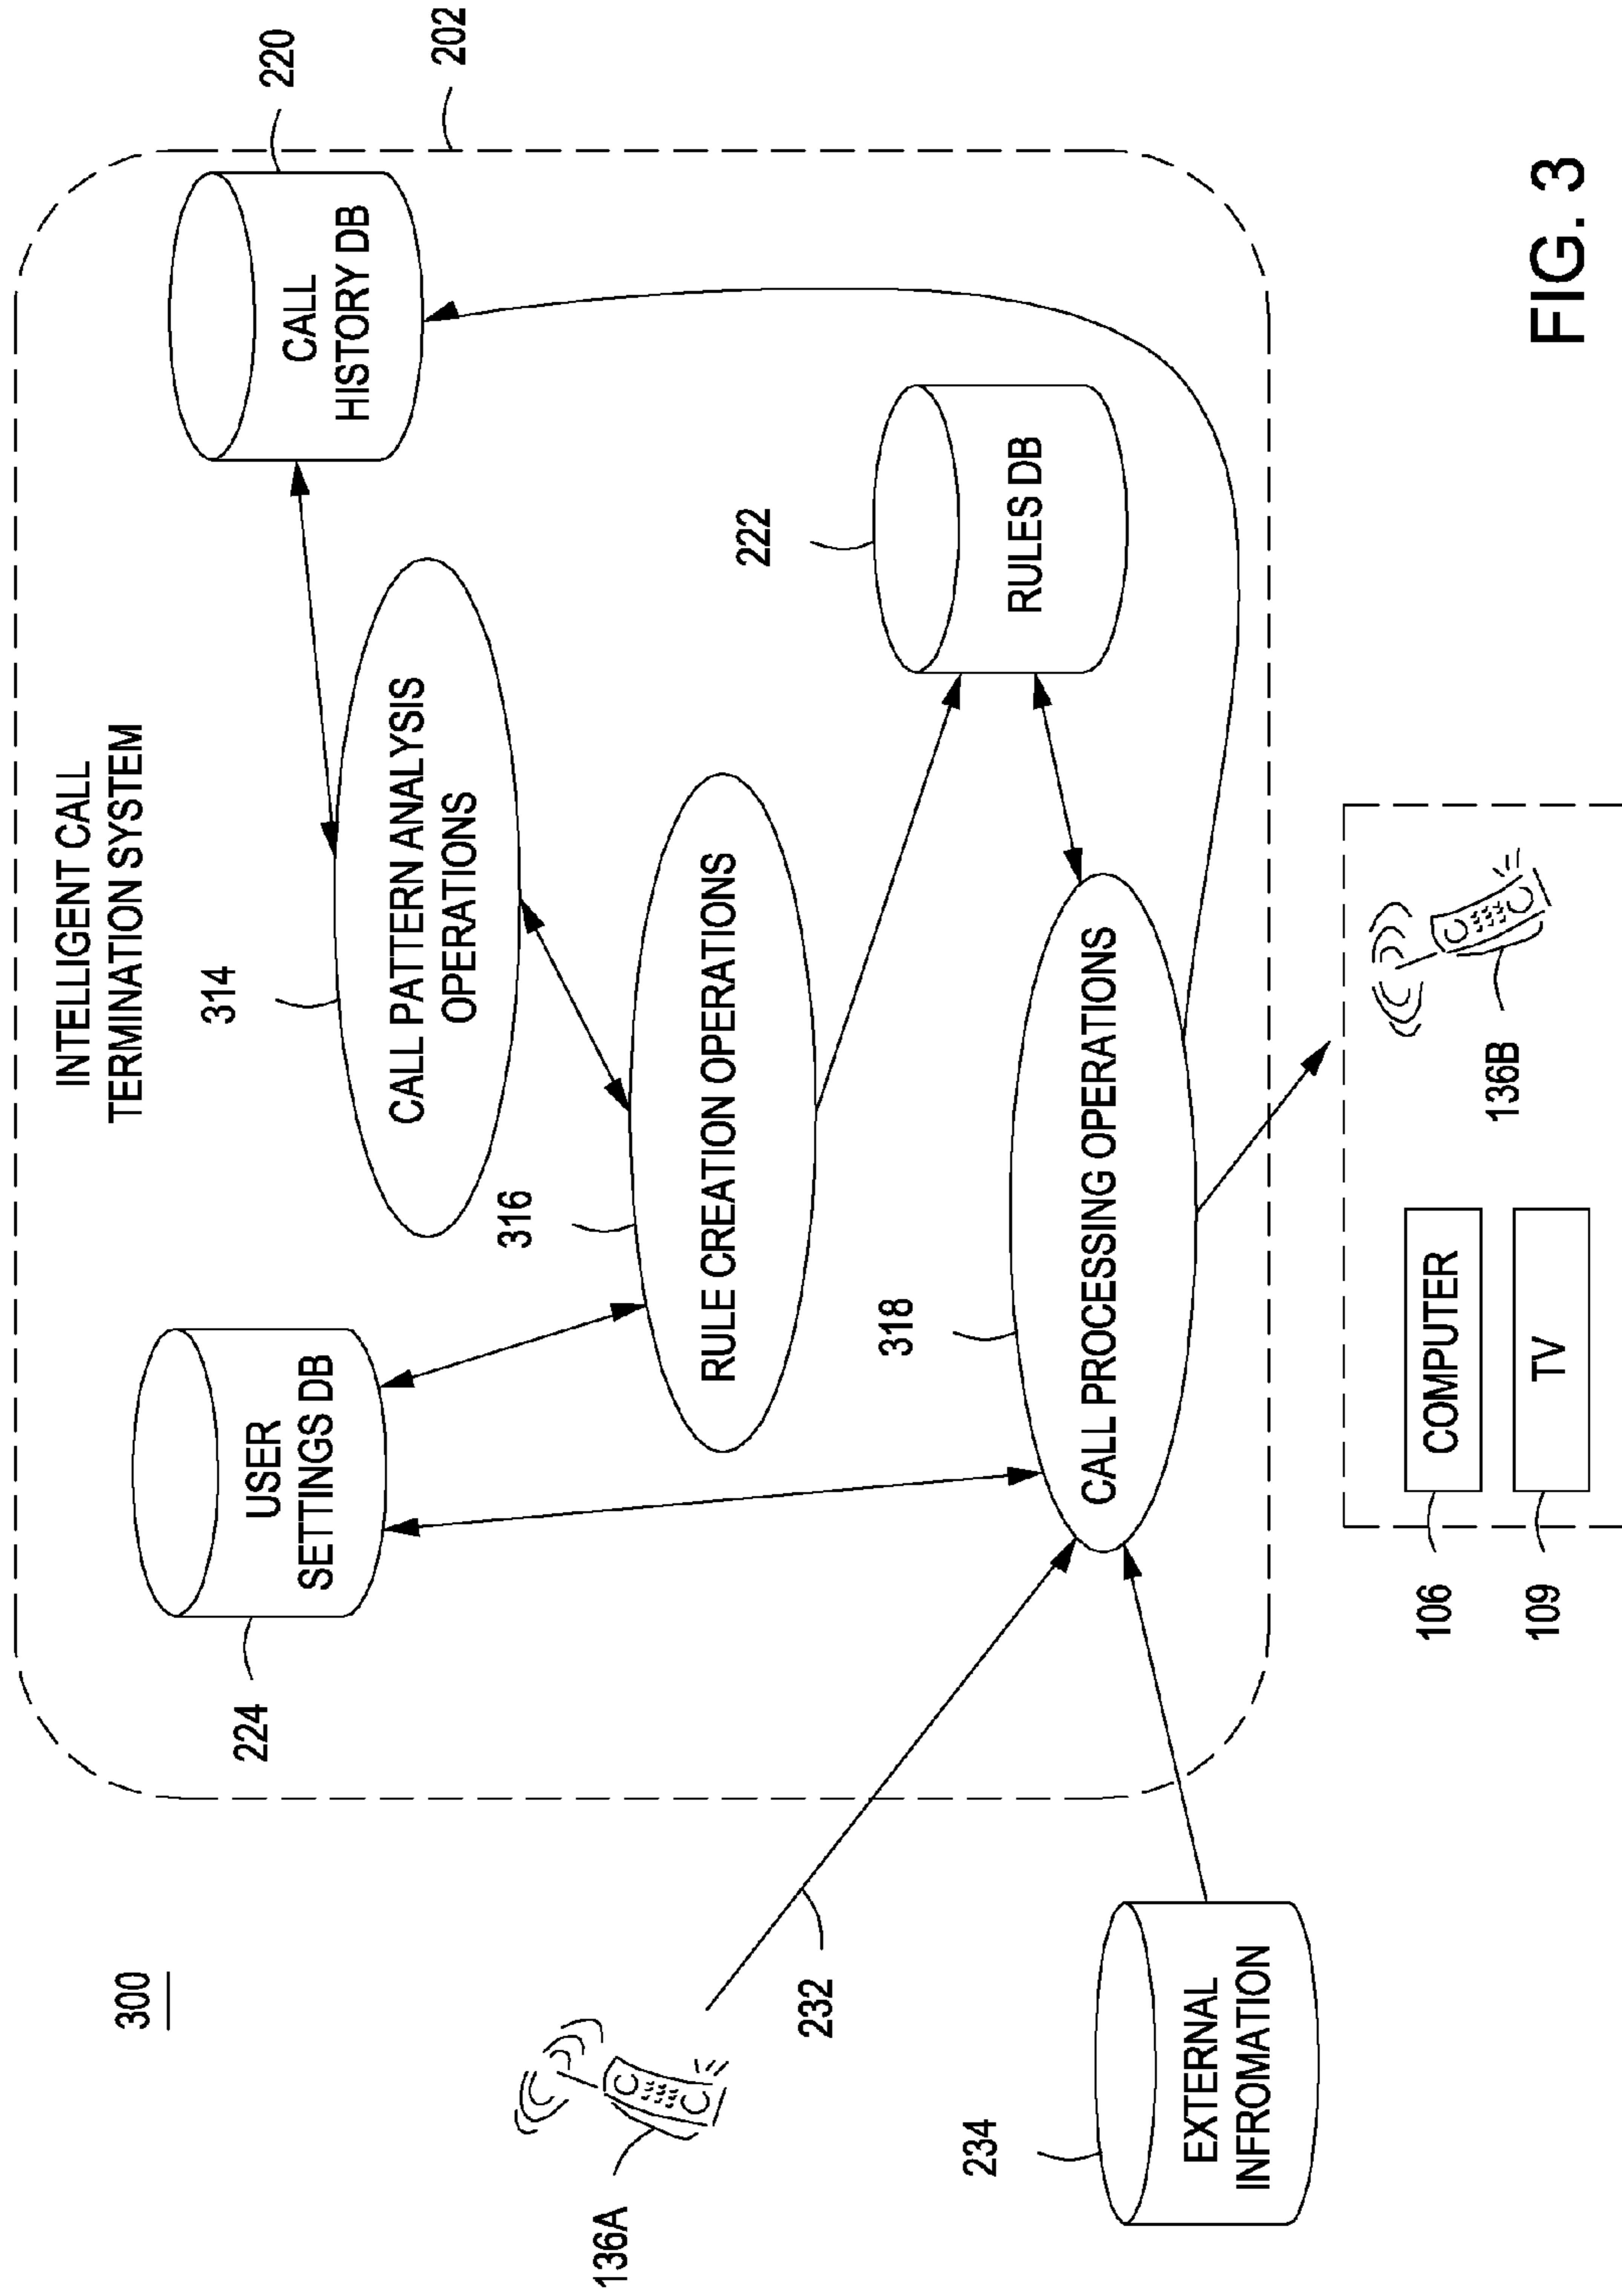 300
INTELLIGENT CALL
TERMINATION SYSTEM
220
202
224
USER
SETTINGS DB
314
CALL PATTERN ANALYSIS
OPERATIONS
CALL
HISTORY DB
316
RULE CREATION OPERATIONS
222
RULES DB
136A
232
318
CALL PROCESSING OPERATIONS
234
EXTERNAL
INFROMATION
106
COMPUTER
109
TV
136B
FIG. 3